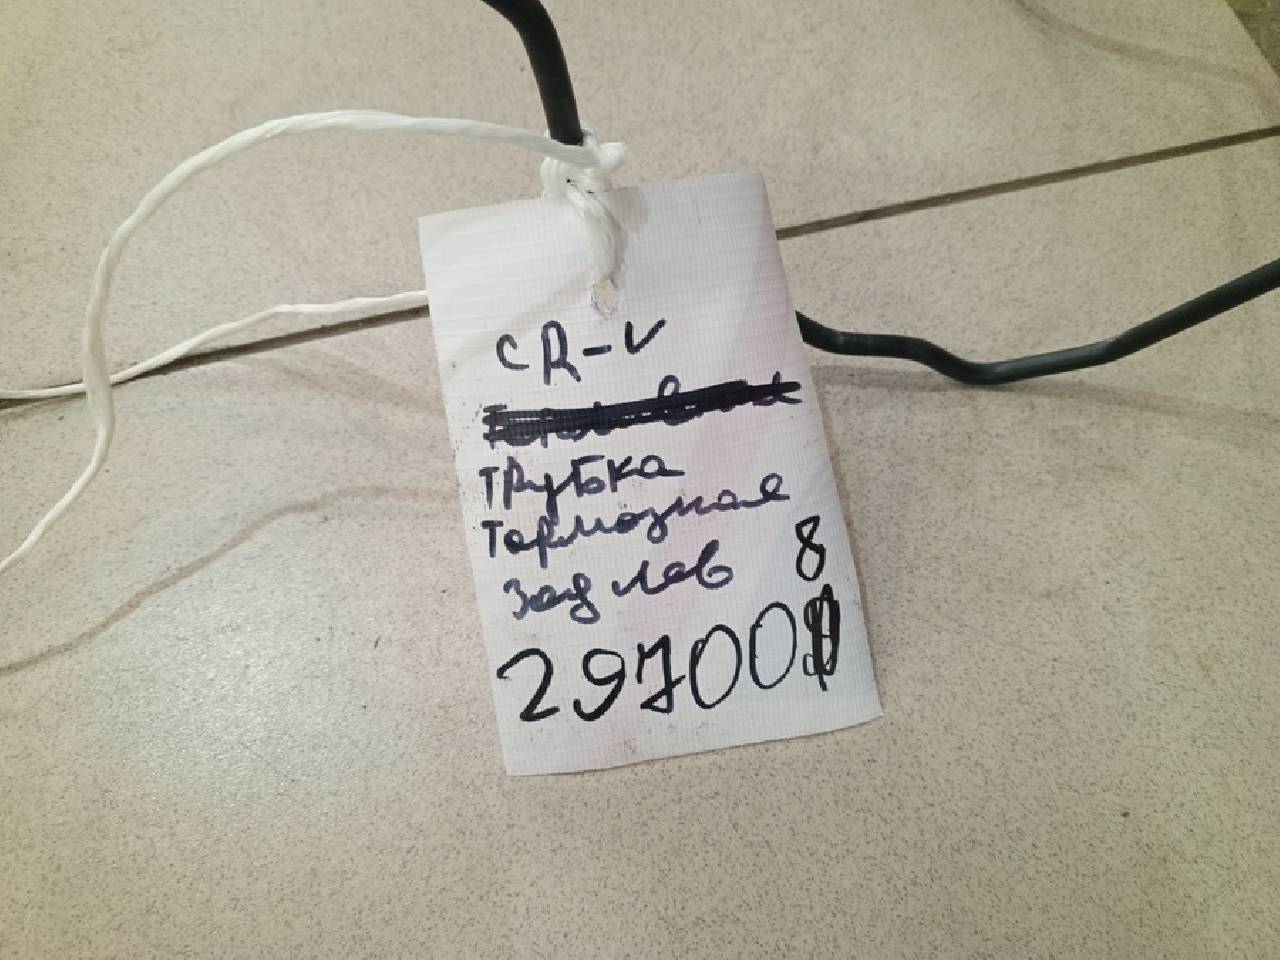 CR-V
Трубка
Тормозная
Зад лев
8
29700